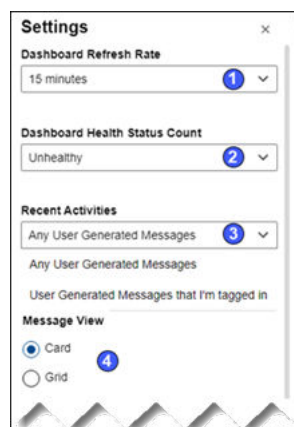 Settings
×
Dashboard Refresh Rate
15 minutes 1
Dashboard Health Status Count
Unhealthy 2
Recent Activities
Any User Generated Messages 3
Any User Generated Messages
User Generated Messages that I'm tagged in
Message View
Card
4
Grid